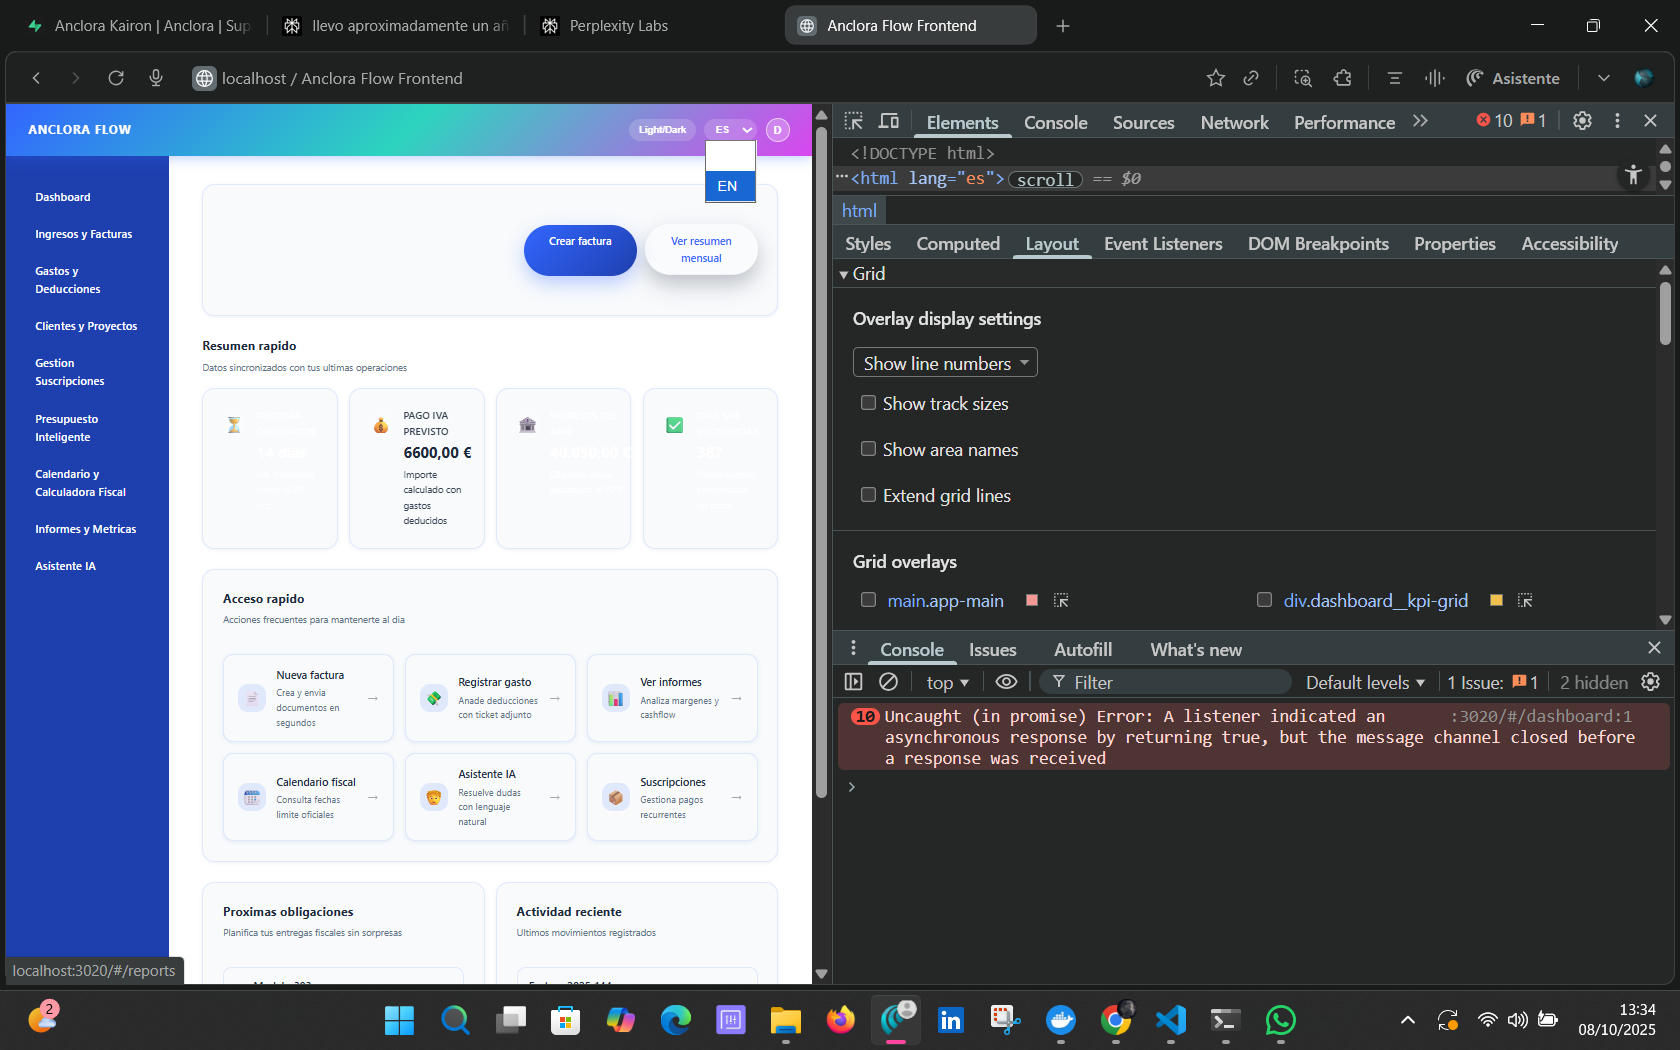 Anclora Kairon | Anclora | Sup
llevo aproximadamente un añ
Perplexity Labs
Anclora Flow Frontend
localhost / Anclora Flow Frontend
Asistente
ANCLORA FLOW
Light/Dark
ES
D
EN
Dashboard
Ingresos y Facturas
Gastos y
Deducciones
Clientes y Proyectos
Gestion
Suscripciones
Presupuesto
Inteligente
Calendario y
Calculadora Fiscal
Informes y Metricas
Asistente IA
Crear factura
Ver resumen
mensual
Resumen rapido
Datos sincronizados con tus ultimas operaciones
14 dias
PAGO IVA
PREVISTO
6600,00 €
Importe
calculado con
gastos
deducidos
387
Acceso rapido
Acciones frecuentes para mantenerte al dia
Nueva factura
Crea y envia
documentos en
segundos
→
Registrar gasto
Anade deducciones
con ticket adjunto
→
Ver informes
Analiza margenes y
cashflow
→
Calendario fiscal
Consulta fechas
limite oficiales
→
Asistente IA
Resuelve dudas
con lenguaje
natural
→
Suscripciones
Gestiona pagos
recurrentes
→
Proximas obligaciones
Planifica tus entregas fiscales sin sorpresas
Actividad reciente
Ultimos movimientos registrados
localhost:3020/#/reports
Elements
Console
Sources
Network
Performance
10
1
<!DOCTYPE html>
<html lang="es"> scroll == $0
html
Styles
Computed
Layout
Event Listeners
DOM Breakpoints
Properties
Accessibility
Grid
Overlay display settings
Show line numbers
Show track sizes
Show area names
Extend grid lines
Grid overlays
main.app-main
div.dashboard__kpi-grid
Console
Issues
Autofill
What's new
top
Filter
Default levels
1 Issue:
1
2 hidden
10
Uncaught (in promise) Error: A listener indicated an :3020/#/dashboard:1
asynchronous response by returning true, but the message channel closed before
a response was received
2
13:34
08/10/2025